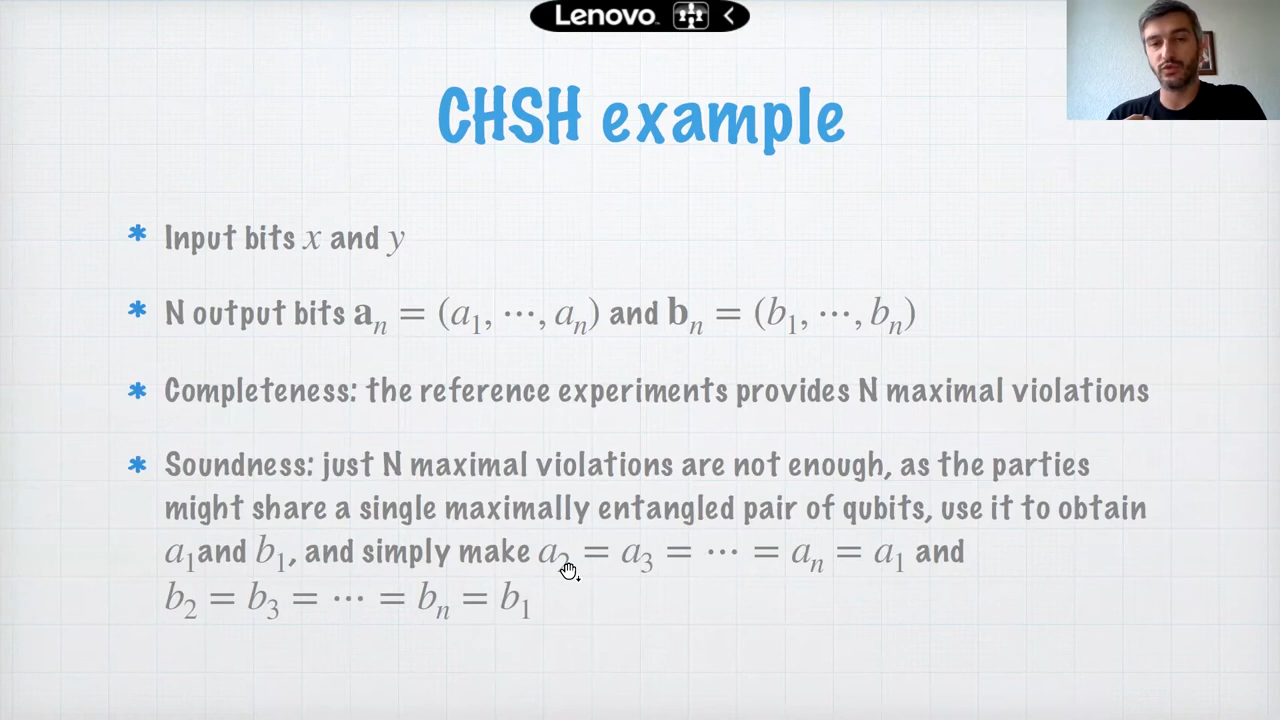 Lenovo
CHSH example
* Input bits x and y
* N output bits 𝐚ₙ = (a₁, ⋯, aₙ) and 𝐛ₙ = (b₁, ⋯, bₙ)
* Completeness: the reference experiments provides N maximal violations
* Soundness: just N maximal violations are not enough, as the parties
might share a single maximally entangled pair of qubits, use it to obtain
a₁and b₁, and simply make a₂ = a₃ = ⋯ = aₙ = a₁ and
b₂ = b₃ = ⋯ = bₙ = b₁